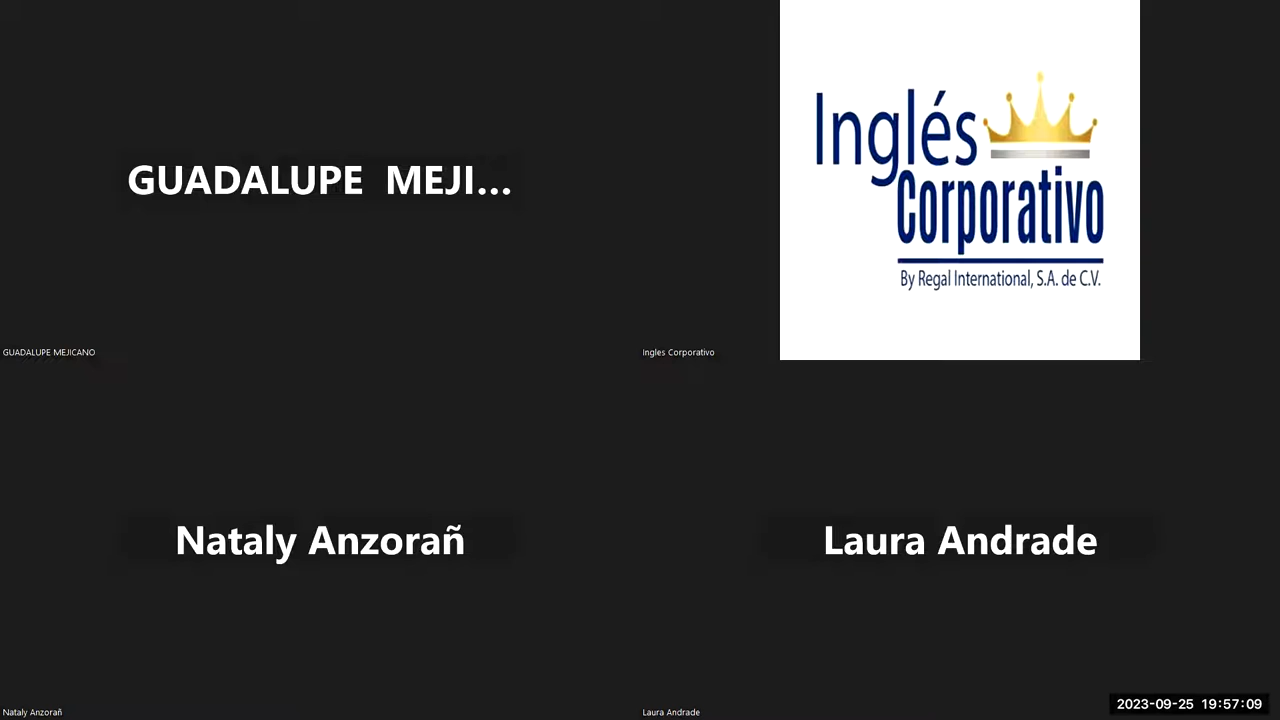 GUADALUPE MEJI...
GUADALUPE MEJICANO
Inglés
Corporativo
By Regal International, S.A. de C.V.
Ingles Corporativo
Nataly Anzorañ
Nataly Anzorañ
Laura Andrade
Laura Andrade
2023-09-25 19:57:09